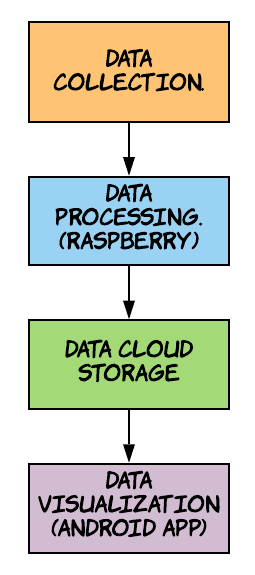 DATA
COLLECTION.
DATA
PROCESSING.
(RASPBERRY)
DATA CLOUD
STORAGE
DATA
VISUALIZATION
(ANDROID APP)